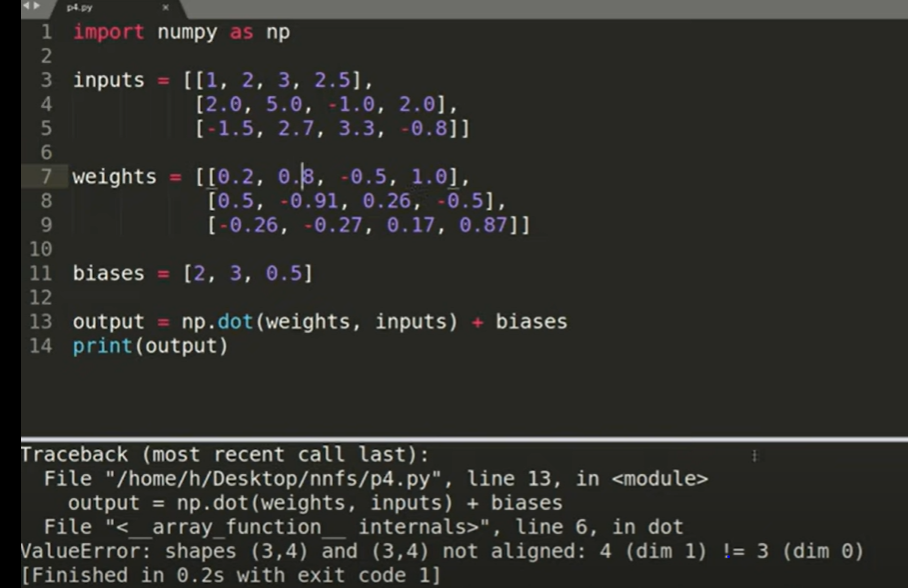 p4.py ×
1 import numpy as np
2
3 inputs = [[1, 2, 3, 2.5],
4 [2.0, 5.0, -1.0, 2.0],
5 [-1.5, 2.7, 3.3, -0.8]]
6
7 weights = [[0.2, 0.8, -0.5, 1.0],
8 [0.5, -0.91, 0.26, -0.5],
9 [-0.26, -0.27, 0.17, 0.87]]
10
11 biases = [2, 3, 0.5]
12
13 output = np.dot(weights, inputs) + biases
14 print(output)
Traceback (most recent call last):
File "/home/h/Desktop/nnfs/p4.py", line 13, in <module>
output = np.dot(weights, inputs) + biases
File "<__array_function__ internals>", line 6, in dot
ValueError: shapes (3,4) and (3,4) not aligned: 4 (dim 1) != 3 (dim 0)
[Finished in 0.2s with exit code 1]